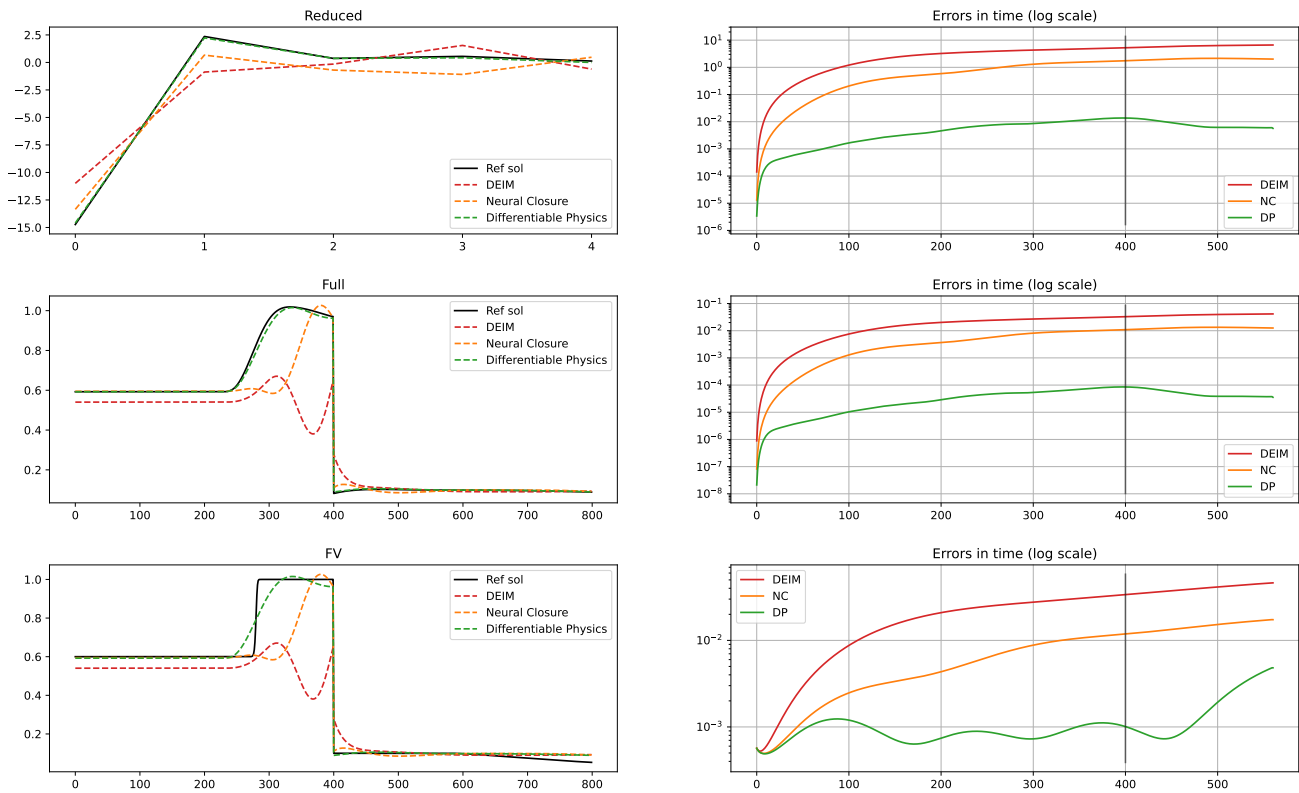 Reduced
2.5
0.0
−2.5
−5.0
−7.5
−10.0
−12.5
−15.0
0 1 2 3 4
Ref sol
DEIM
Neural Closure
Differentiable Physics
Errors in time (log scale)
10^1
10^0
10^−1
10^−2
10^−3
10^−4
10^−5
10^−6
0 100 200 300 400 500
DEIM
NC
DP
Full
1.0
0.8
0.6
0.4
0.2
0 100 200 300 400 500 600 700 800
Ref sol
DEIM
Neural Closure
Differentiable Physics
Errors in time (log scale)
10^−1
10^−2
10^−3
10^−4
10^−5
10^−6
10^−7
10^−8
0 100 200 300 400 500
DEIM
NC
DP
FV
1.0
0.8
0.6
0.4
0.2
0 100 200 300 400 500 600 700 800
Ref sol
DEIM
Neural Closure
Differentiable Physics
Errors in time (log scale)
DEIM
NC
DP
10^−2
10^−3
0 100 200 300 400 500